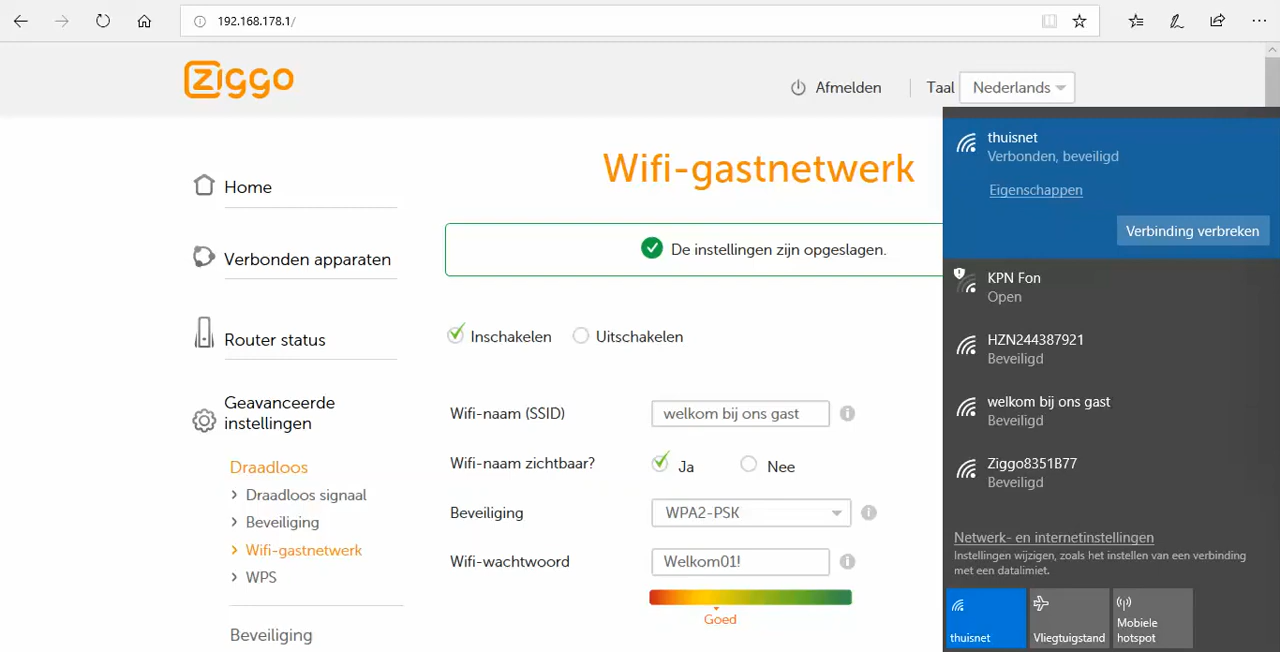 192.168.178.1/
ziggo
Afmelden
Taal
Nederlands
Home
Verbonden apparaten
Router status
Geavanceerde
instellingen
Draadloos
Draadloos signaal
Beveiliging
Wifi-gastnetwerk
WPS
Beveiliging
Wifi-gastnetwerk
De instellingen zijn opgeslagen.
Inschakelen Uitschakelen
Wifi-naam (SSID) welkom bij ons gast
Wifi-naam zichtbaar? Ja Nee
Beveiliging WPA2-PSK
Wifi-wachtwoord Welkom01!
Goed
thuisnet
Verbonden, beveiligd
Eigenschappen
Verbinding verbreken
KPN Fon
Open
HZN244387921
Beveiligd
welkom bij ons gast
Beveiligd
Ziggo8351B77
Beveiligd
Netwerk- en internetinstellingen
Instellingen wijzigen, zoals het instellen van een verbinding
met een datalimiet.
thuisnet
Vliegtuigstand
Mobiele
hotspot